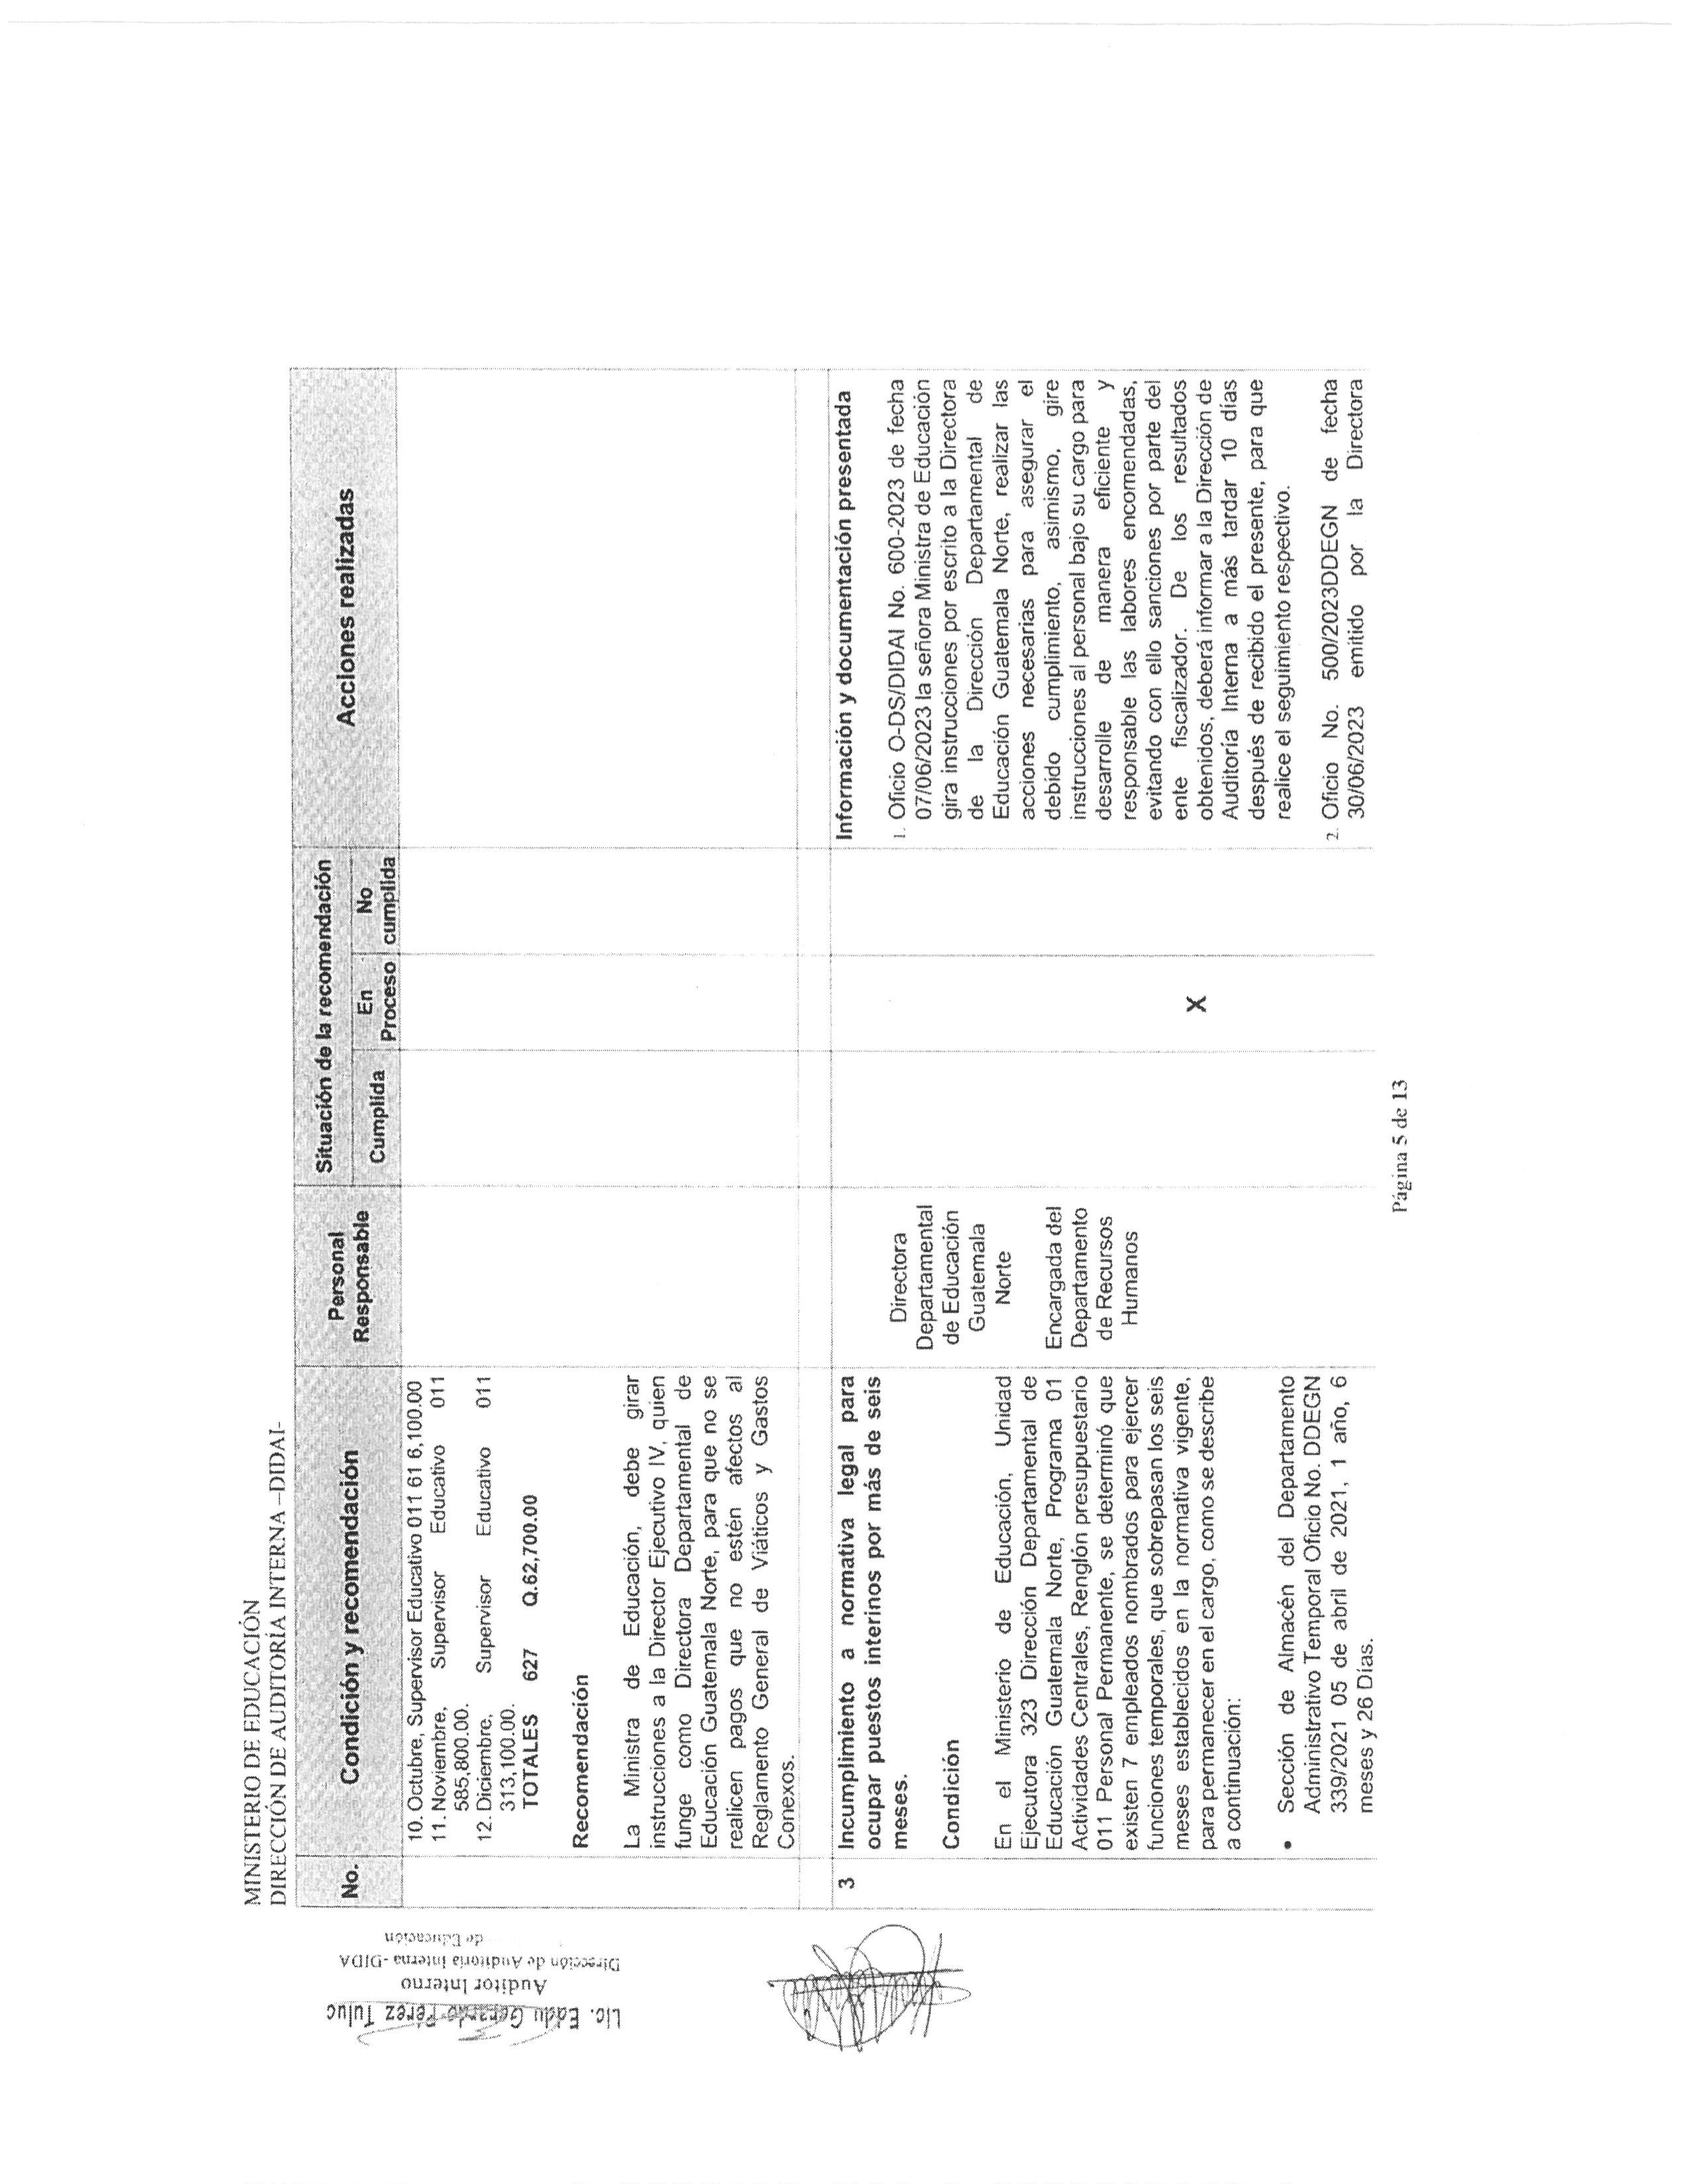 MINISTERIO DE EDUCACIÓN
DIRECCIÓN DE AUDITORÍA INTERNA –DIDAI-
No.
Condición y recomendación
Personal
Responsable
Situación de la recomendación
Cumplida
En
Proceso
No
cumplida
Acciones realizadas
10. Octubre, Supervisor Educativo 011 61 6,100.00
11. Noviembre, Supervisor Educativo 011
585,800.00.
12. Diciembre, Supervisor Educativo 011
313,100.00.
TOTALES 627 Q.62,700.00
Recomendación
La Ministra de Educación, debe girar
instrucciones a la Director Ejecutivo IV, quien
funge como Directora Departamental de
Educación Guatemala Norte, para que no se
realicen pagos que no estén afectos al
Reglamento General de Viáticos y Gastos
Conexos.
3
Incumplimiento a normativa legal para
ocupar puestos interinos por más de seis
meses.
Condición
En el Ministerio de Educación, Unidad
Ejecutora 323 Dirección Departamental de
Educación Guatemala Norte, Programa 01
Actividades Centrales, Renglón presupuestario
011 Personal Permanente, se determinó que
existen 7 empleados nombrados para ejercer
funciones temporales, que sobrepasan los seis
meses establecidos en la normativa vigente,
para permanecer en el cargo, como se describe
a continuación:
• Sección de Almacén del Departamento
Administrativo Temporal Oficio No. DDEGN
339/2021 05 de abril de 2021, 1 año, 6
meses y 26 Días.
Directora
Departamental
de Educación
Guatemala
Norte
Encargada del
Departamento
de Recursos
Humanos
X
Información y documentación presentada
1. Oficio O-DS/DIDAI No. 600-2023 de fecha
07/06/2023 la señora Ministra de Educación
gira instrucciones por escrito a la Directora
de la Dirección Departamental de
Educación Guatemala Norte, realizar las
acciones necesarias para asegurar el
debido cumplimiento, asimismo, gire
instrucciones al personal bajo su cargo para
desarrolle de manera eficiente y
responsable las labores encomendadas,
evitando con ello sanciones por parte del
ente fiscalizador. De los resultados
obtenidos, deberá informar a la Dirección de
Auditoría Interna a más tardar 10 días
después de recibido el presente, para que
realice el seguimiento respectivo.
2. Oficio No. 500/2023DDEGN de fecha
30/06/2023 emitido por la Directora
Página 5 de 13
Lic. Eddu Gerardo Pérez Tuluc
Auditor Interno
Dirección de Auditoría Interna -DIDA
de Educación